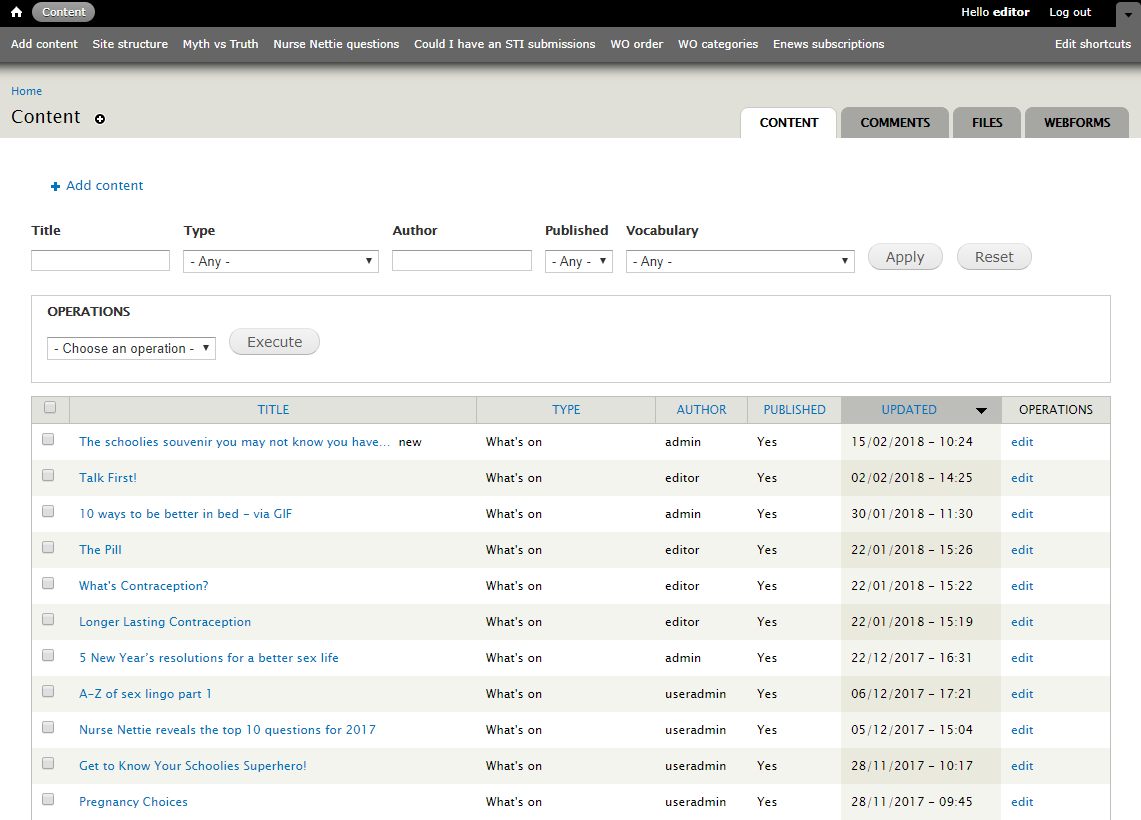 Content Hello editor Log out
Add content Site structure Myth vs Truth Nurse Nettie questions Could I have an STI submissions WO order WO categories Enews subscriptions Edit shortcuts
Home
Content
CONTENT COMMENTS FILES WEBFORMS
Add content
Title Type Author Published Vocabulary
- Any - - Any - - Any - Apply Reset
OPERATIONS
- Choose an operation - Execute
TITLE TYPE AUTHOR PUBLISHED UPDATED OPERATIONS
The schoolies souvenir you may not know you have... new What's on admin Yes 15/02/2018 - 10:24 edit
Talk First! What's on editor Yes 02/02/2018 - 14:25 edit
10 ways to be better in bed - via GIF What's on admin Yes 30/01/2018 - 11:30 edit
The Pill What's on editor Yes 22/01/2018 - 15:26 edit
What's Contraception? What's on editor Yes 22/01/2018 - 15:22 edit
Longer Lasting Contraception What's on editor Yes 22/01/2018 - 15:19 edit
5 New Year's resolutions for a better sex life What's on admin Yes 22/12/2017 - 16:31 edit
A-Z of sex lingo part 1 What's on useradmin Yes 06/12/2017 - 17:21 edit
Nurse Nettie reveals the top 10 questions for 2017 What's on useradmin Yes 05/12/2017 - 15:04 edit
Get to Know Your Schoolies Superhero! What's on useradmin Yes 28/11/2017 - 10:17 edit
Pregnancy Choices What's on useradmin Yes 28/11/2017 - 09:45 edit